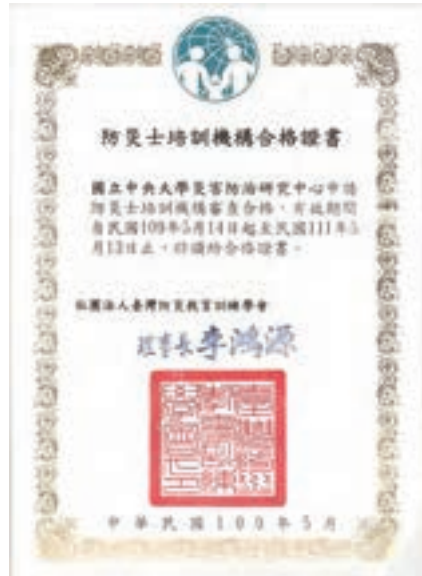 防災士培訓機構合格證書
國立中央大學災害防治研究中心申請
防災士培訓機構審查合格,有效期間
自民國109年5月14日起至民國111年5
月13日止,特頒給合格證書。
社團法人臺灣防災教育訓練學會
理事長李鴻源
中華民國109年5月